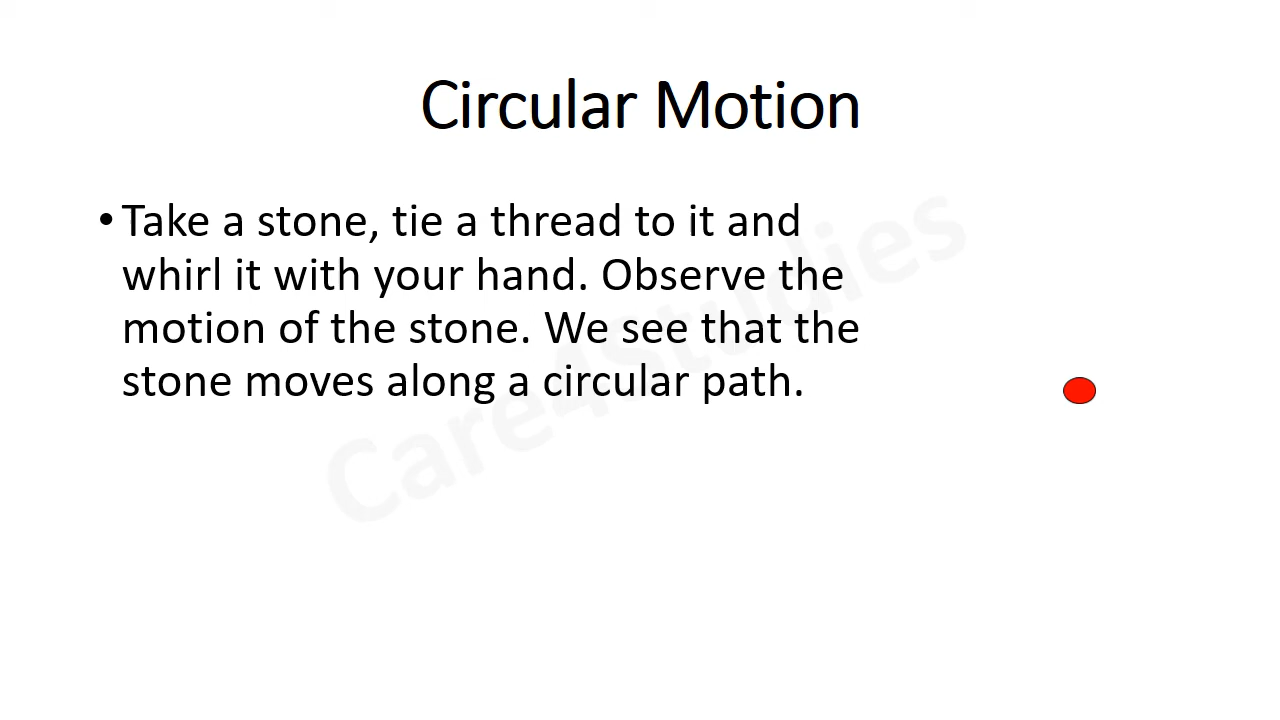 Circular Motion
• Take a stone, tie a thread to it and
whirl it with your hand. Observe the
motion of the stone. We see that the
stone moves along a circular path.
Care4Studies